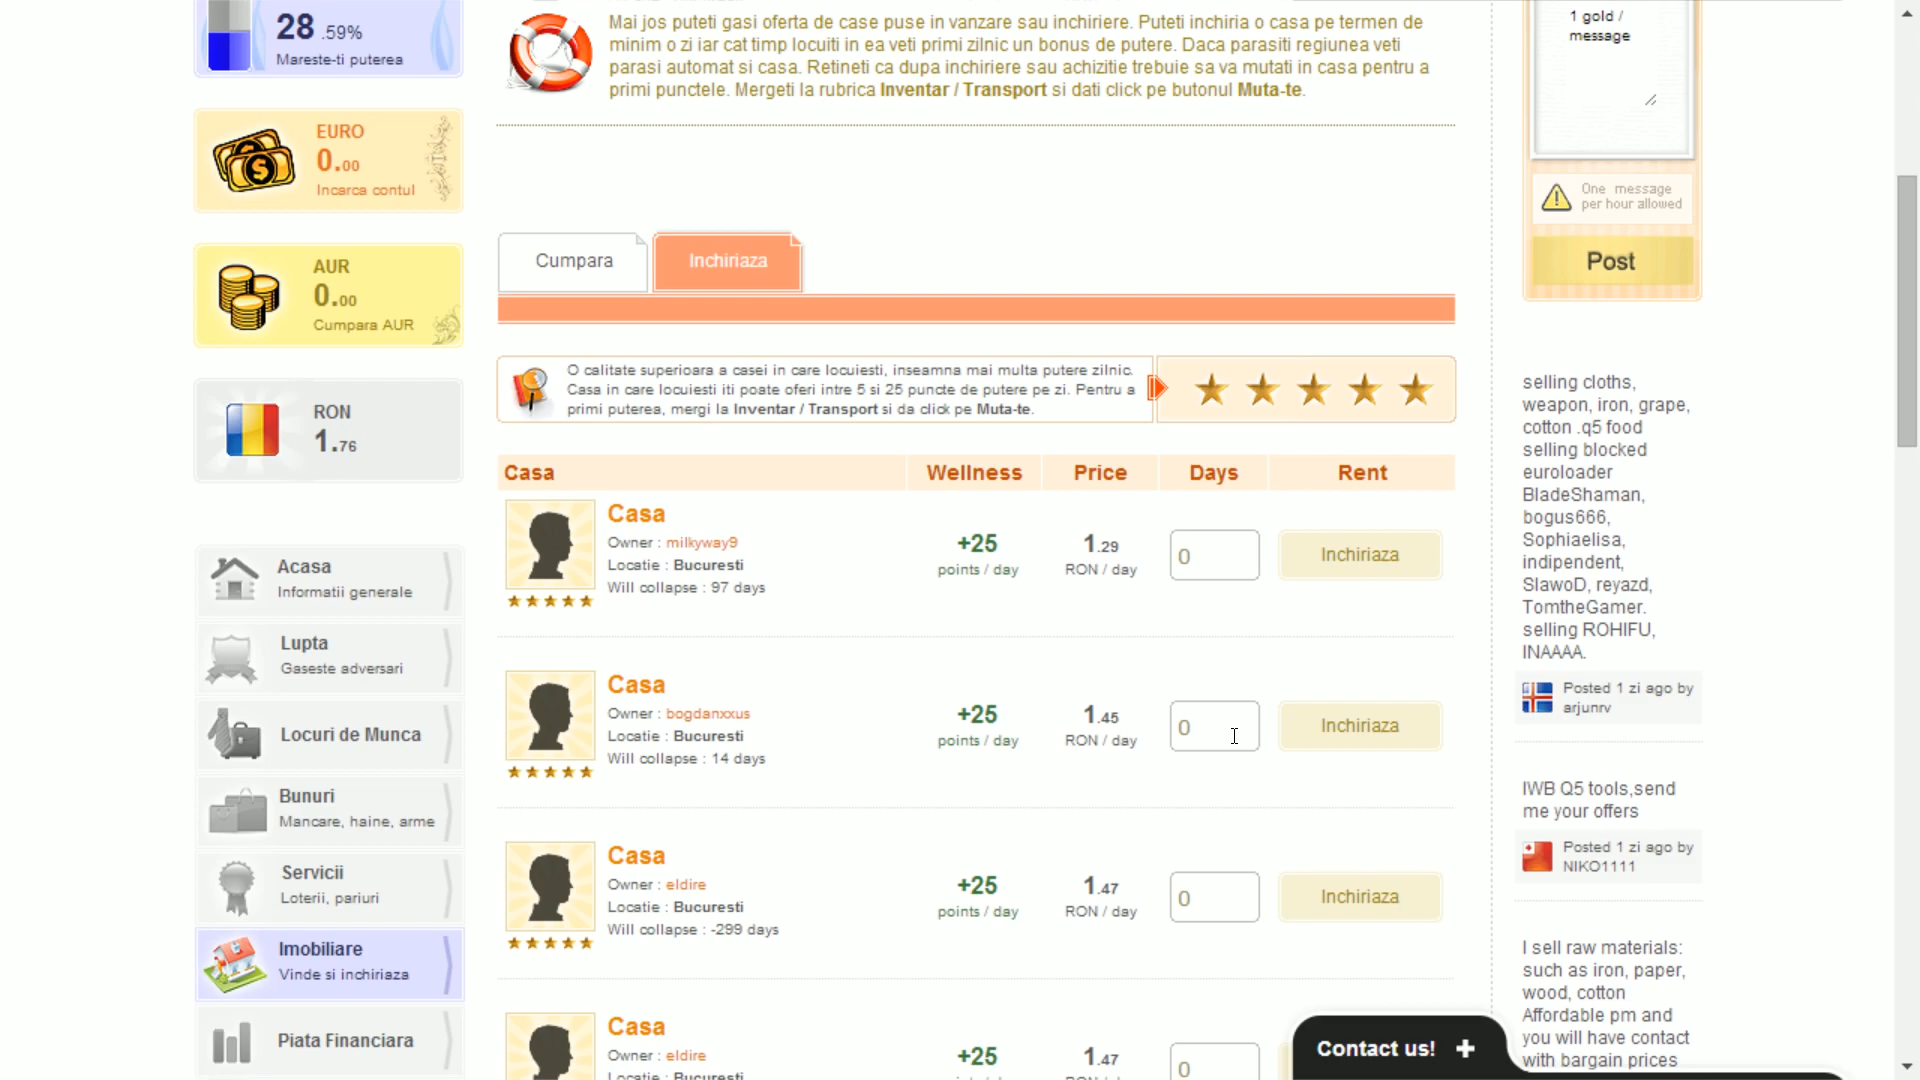 28 .59%
Mareste-ti puterea
EURO
0.00
Incarca contul
AUR
0.00
Cumpara AUR
RON
1.76
Acasa
Informatii generale
Lupta
Gaseste adversari
Locuri de Munca
Bunuri
Mancare, haine, arme
Servicii
Loterii, pariuri
Imobiliare
Vinde si inchiriaza
Piata Financiara
Mai jos puteti gasi oferta de case puse in vanzare sau inchiriere. Puteti inchiria o casa pe termen de
minim o zi iar cat timp locuiti in ea veti primi zilnic un bonus de putere. Daca parasiti regiunea veti
parasi automat si casa. Retineti ca dupa inchiriere sau achizitie trebuie sa va mutati in casa pentru a
primi punctele. Mergeti la rubrica Inventar / Transport si dati click pe butonul Muta-te.
Cumpara
Inchiriaza
O calitate superioara a casei in care locuiesti, inseamna mai multa putere zilnic.
Casa in care locuiesti iti poate oferi intre 5 si 25 puncte de putere pe zi. Pentru a
primi puterea, mergi la Inventar / Transport si da click pe Muta-te.
Casa Wellness Price Days Rent
Casa
Owner : milkyway9
Locatie : Bucuresti
Will collapse : 97 days
+25
points / day
1.29
RON / day
0
Inchiriaza
Casa
Owner : bogdanxxus
Locatie : Bucuresti
Will collapse : 14 days
+25
points / day
1.45
RON / day
0
Inchiriaza
Casa
Owner : eldire
Locatie : Bucuresti
Will collapse : -299 days
+25
points / day
1.47
RON / day
0
Inchiriaza
Casa
Owner : eldire
Locatie : Bucuresti
+25
1.47
0
1 gold /
message
One message
per hour allowed
Post
selling cloths,
weapon, iron, grape,
cotton .q5 food
selling blocked
euroloader
BladeShaman,
bogus666,
Sophiaelisa,
indipendent,
SlawoD, reyazd,
TomtheGamer.
selling ROHIFU,
INAAAA.
Posted 1 zi ago by
arjunrv
IWB Q5 tools,send
me your offers
Posted 1 zi ago by
NIKO1111
I sell raw materials:
such as iron, paper,
wood, cotton
Affordable pm and
you will have contact
with bargain prices
Contact us! +